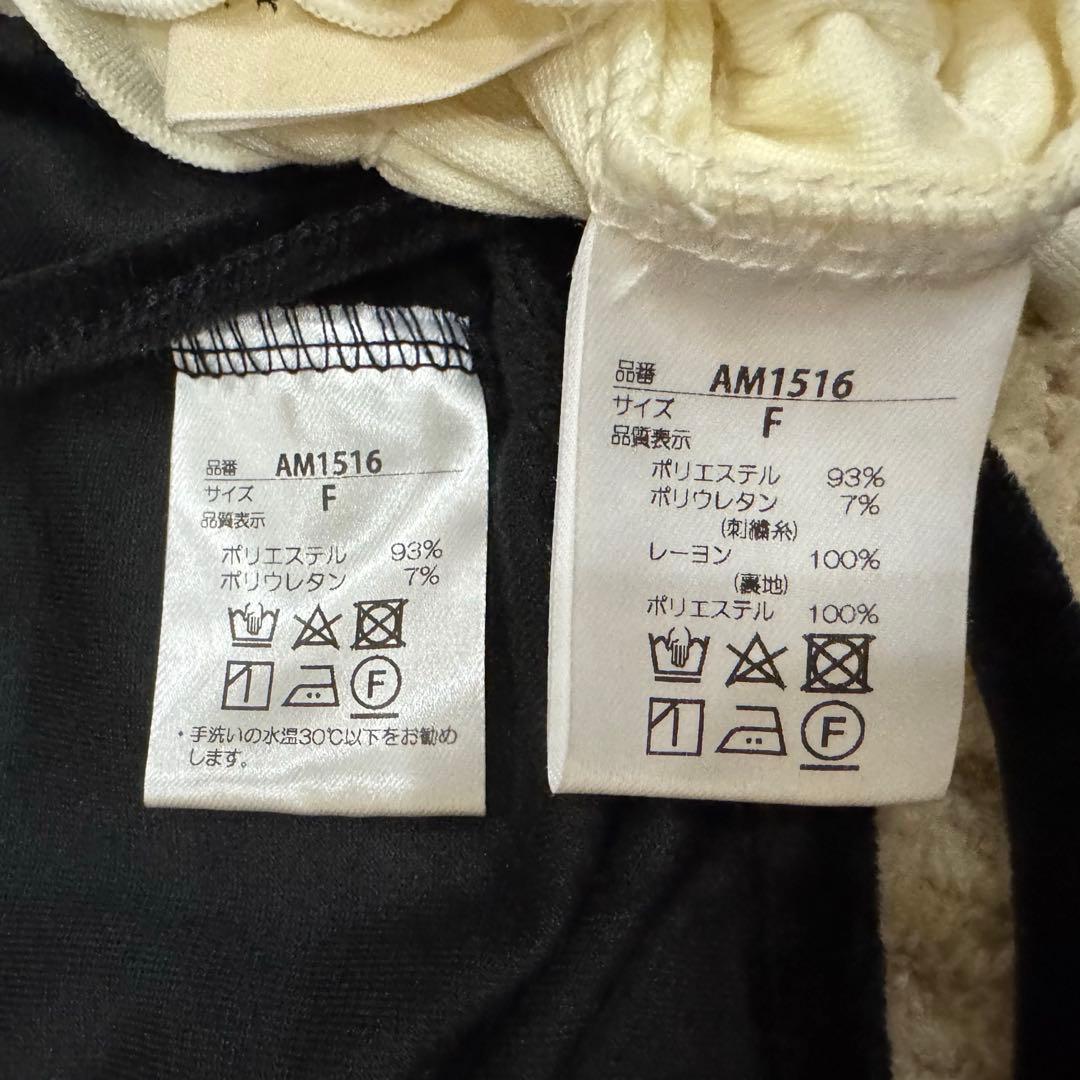 品番 AM1516
サイズ F
品質表示
ポリエステル 93%
ポリウレタン 7%
F
・手洗いの水温30℃以下をお勧め
します。
品番 AM1516
サイズ F
品質表示
ポリエステル 93%
ポリウレタン 7%
(刺繍糸)
レーヨン 100%
(裏地)
ポリエステル 100%
F